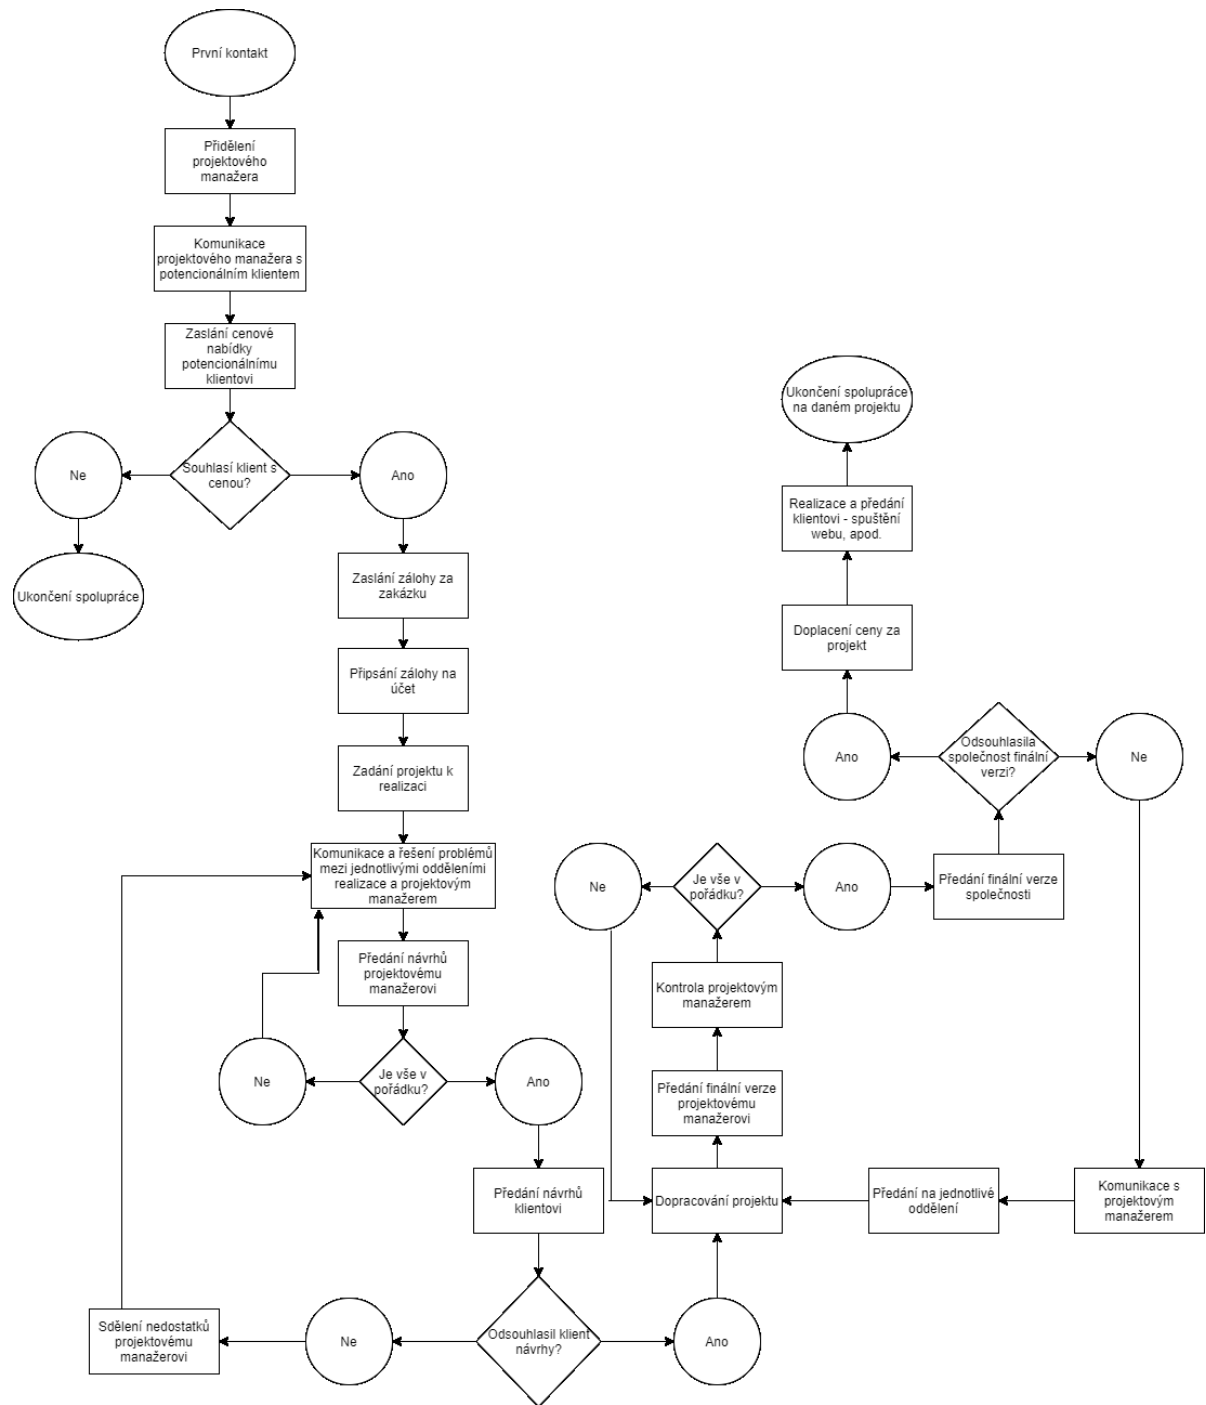 První kontakt
Přidělení
projektového
manažera
Komunikace
projektového manažera s
potencionálním klientem
Zaslání cenové
nabídky
potencionálnímu
klientovi
Souhlasí klient s
cenou?
Ne
Ano
Ukončení spolupráce
Zaslání zálohy za
zakázku
Připsání zálohy na
účet
Zadání projektu k
realizaci
Komunikace a řešení problémů
mezi jednotlivými odděleními
realizace a projektovým
manažerem
Předání návrhů
projektovému
manažerovi
Je vše v
pořádku?
Ne
Ano
Předání návrhů
klientovi
Odsouhlasil klient
návrhy?
Ne
Sdělení nedostatků
projektovému
manažerovi
Ano
Dopracování projektu
Předání finální verze
projektovému
manažerovi
Kontrola projektovým
manažerem
Je vše v
pořádku?
Ne
Ano
Předání finální verze
společnosti
Odsouhlasila
společnost finální
verzi?
Ne
Komunikace s
projektovým
manažerem
Předání na jednotlivé
oddělení
Ano
Doplacení ceny za
projekt
Realizace a předání
klientovi - spuštění
webu, apod.
Ukončení spolupráce
na daném projektu